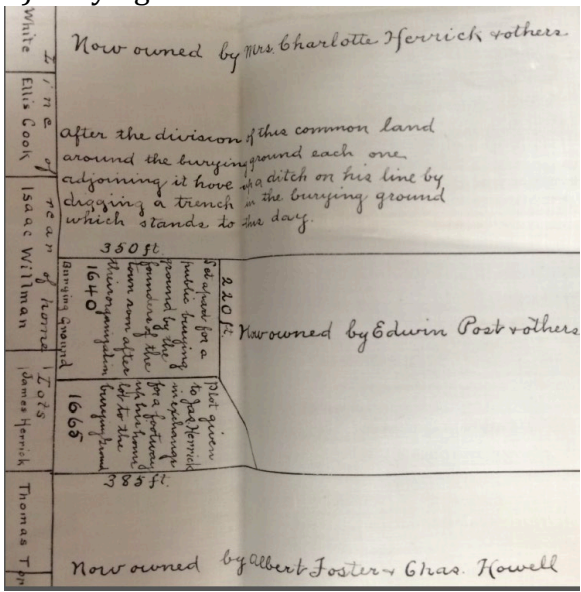 Now owned by Mrs. Charlotte Herrick & others
After the division of this common land
around the burying ground each one
adjoining it hove up a ditch on his line by
digging a trench in the burying ground
which stands to this day.
350 ft.
220 ft.
Set apart for a
public burying
ground by the
founders of the
town soon after
their organization
1640
Burying Ground
Now owned by Edwin Post & others
Plot given
to Jas Herrick
in exchange
for a footway
up his home
lot to the
burying ground
1665
385 ft.
Now owned by Albert Foster & Chas. Howell
White
Ellis Cook
Isaac Willman
James Herrick
Thomas
Line of rear of home lots